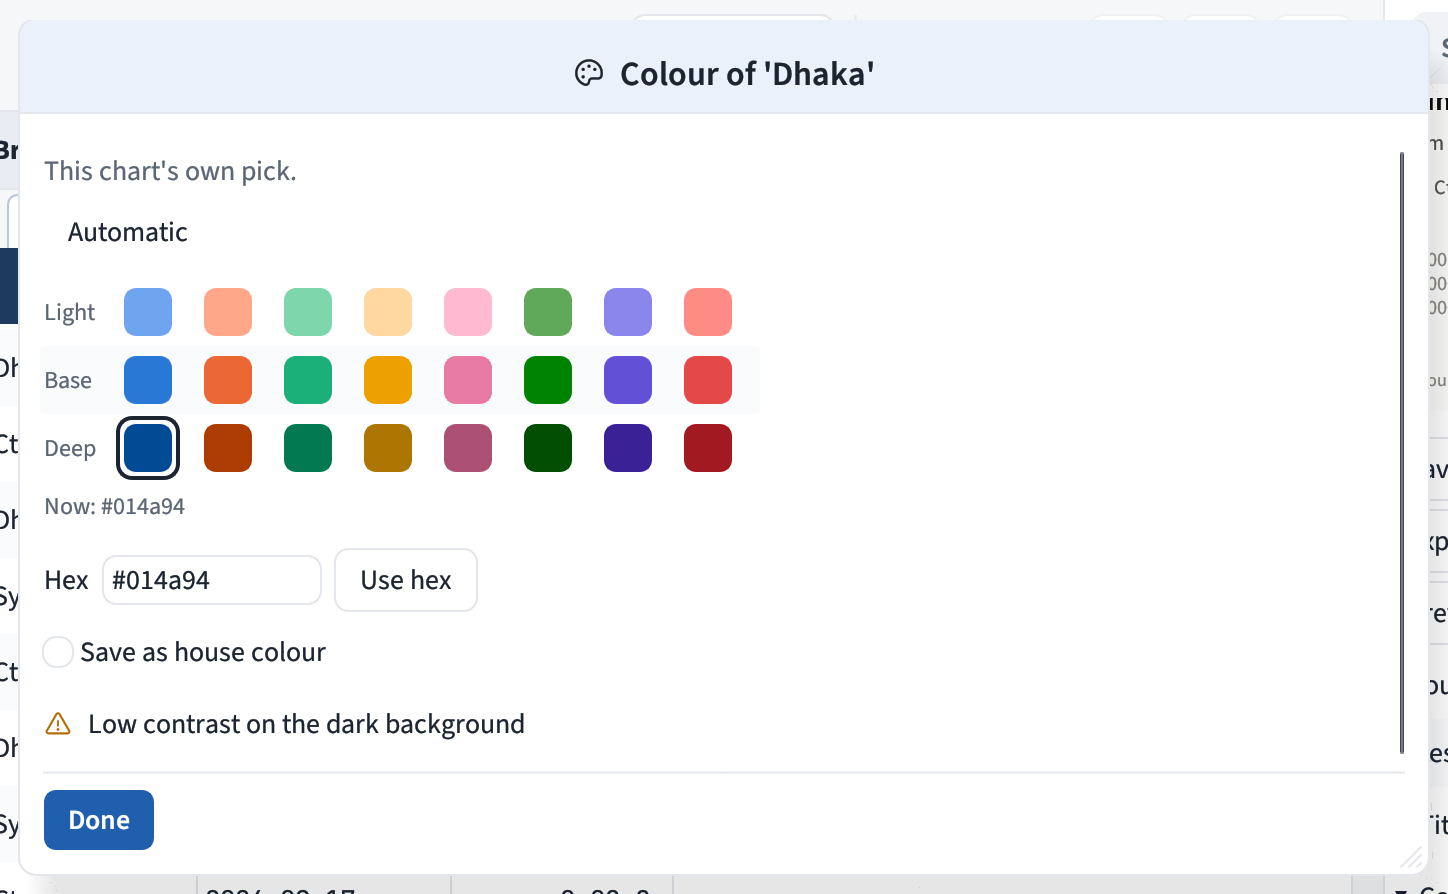 Colour of 'Dhaka'
This chart's own pick.
Automatic
Light
Base
Deep
Now: #014a94
Hex #014a94 Use hex
Save as house colour
Low contrast on the dark background
Done